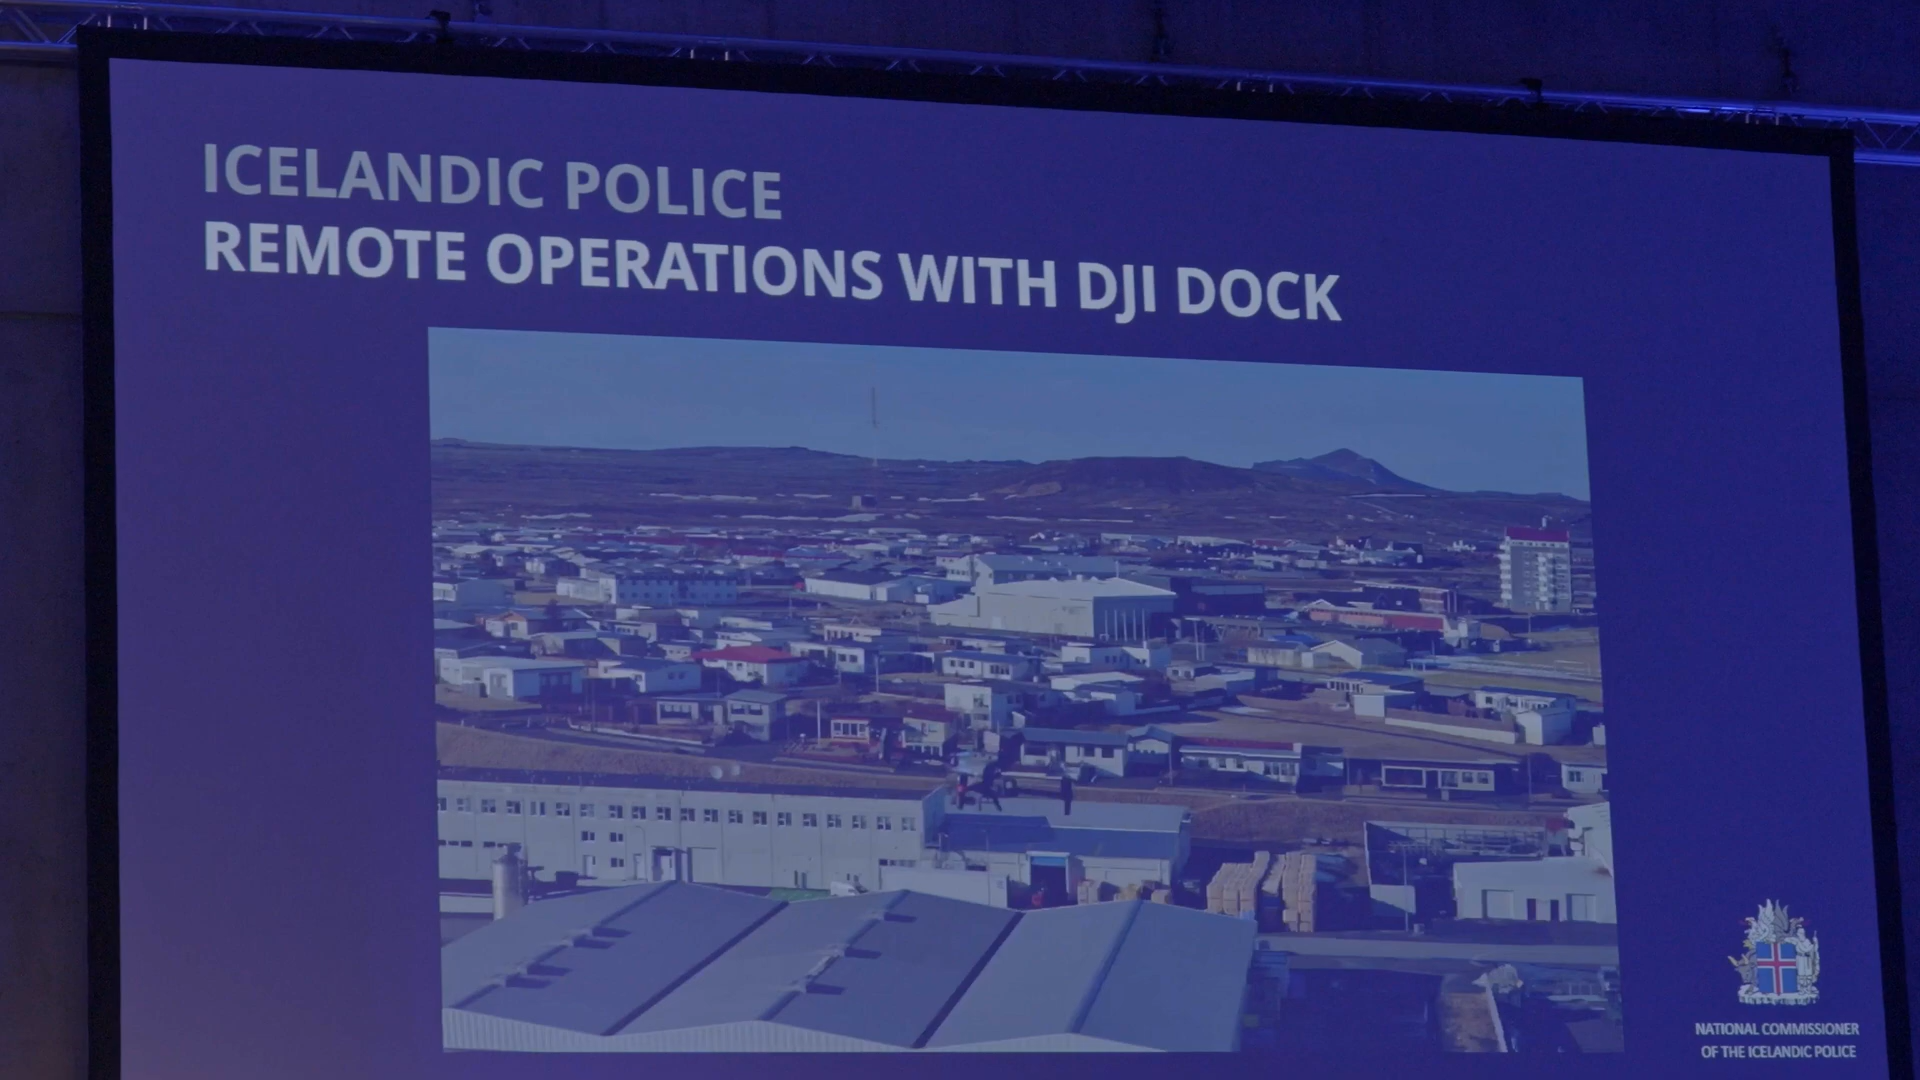 ICELANDIC POLICE
REMOTE OPERATIONS WITH DJI DOCK
NATIONAL COMMISSIONER
OF THE ICELANDIC POLICE